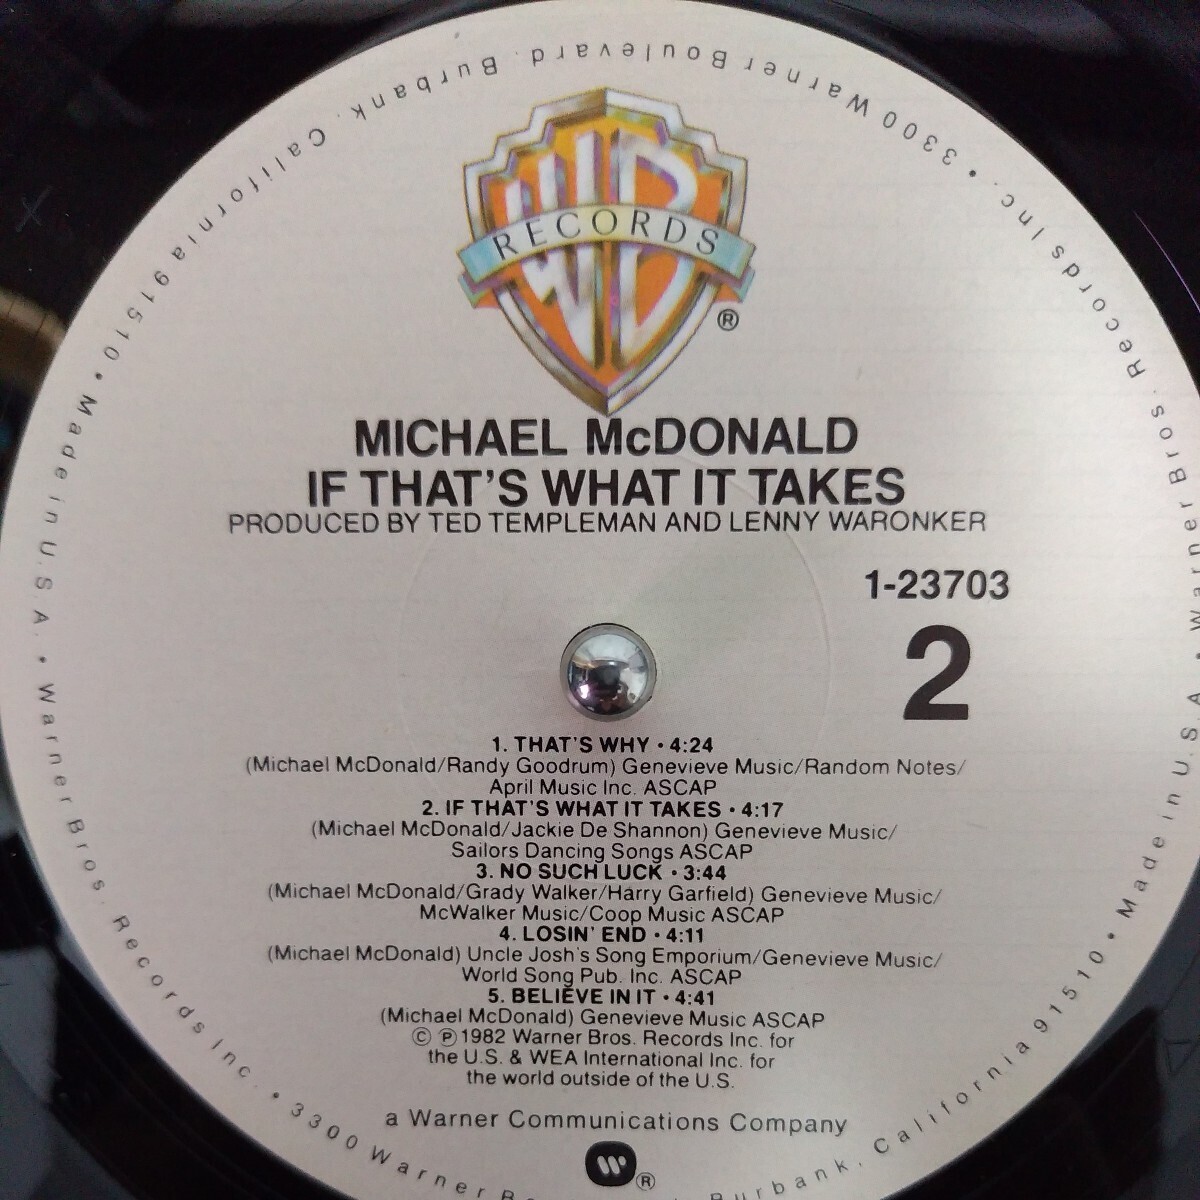 RECORDS
®
MICHAEL McDONALD
IF THAT'S WHAT IT TAKES
PRODUCED BY TED TEMPLEMAN AND LENNY WARONKER
1-23703
2
1. THAT'S WHY • 4:24
(Michael McDonald/Randy Goodrum) Genevieve Music/Random Notes/
April Music Inc. ASCAP
2. IF THAT'S WHAT IT TAKES • 4:17
(Michael McDonald/Jackie De Shannon) Genevieve Music/
Sailors Dancing Songs ASCAP
3. NO SUCH LUCK • 3:44
(Michael McDonald/Grady Walker/Harry Garfield) Genevieve Music/
McWalker Music/Coop Music ASCAP
4. LOSIN' END • 4:11
(Michael McDonald) Uncle Josh's Song Emporium/Genevieve Music/
World Song Pub. Inc. ASCAP
5. BELIEVE IN IT • 4:41
(Michael McDonald) Genevieve Music ASCAP
© ℗ 1982 Warner Bros. Records Inc. for
the U.S. & WEA International Inc. for
the world outside of the U.S.
a Warner Communications Company
®
Made in U.S.A. • Warner Bros. Records Inc. • 3300 Warner Burbank, California 91510 • Made in U.S.A. • Warner Bros. Records Inc. • 3300 Warner Boulevard, Burbank, California 91510 •